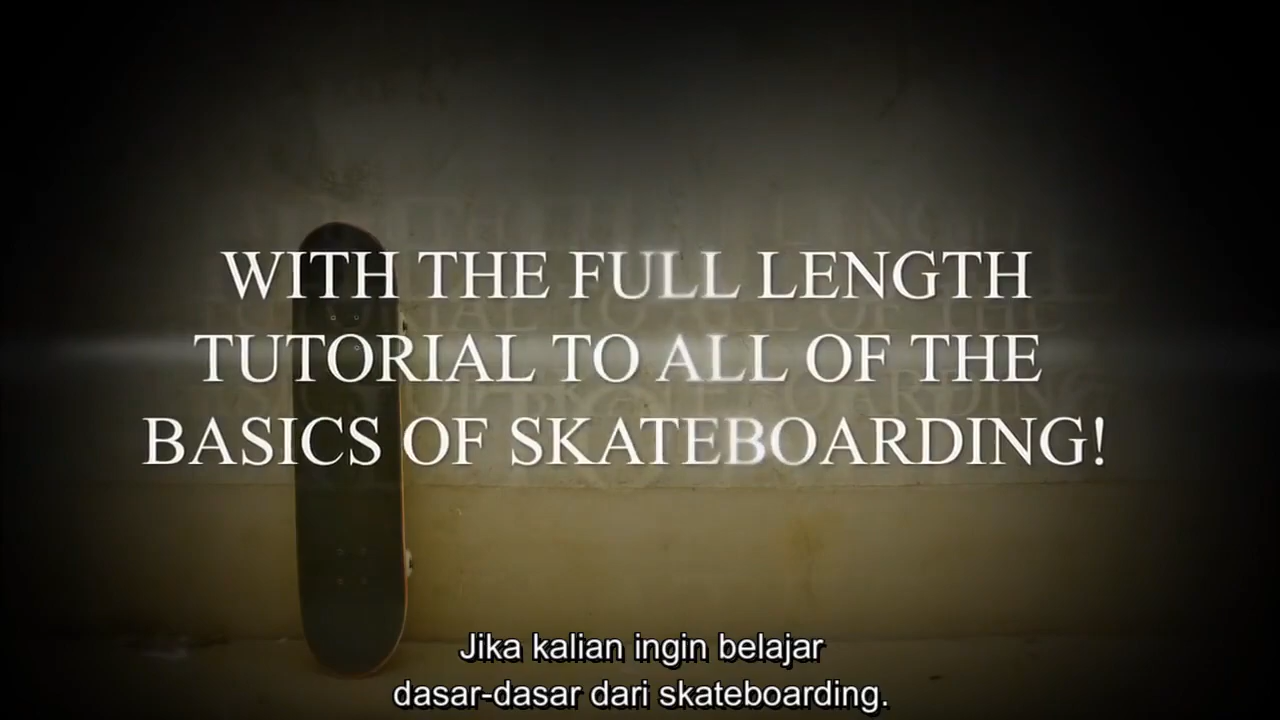 WITH THE FULL LENGTH
TUTORIAL TO ALL OF THE
BASICS OF SKATEBOARDING!
Jika kalian ingin belajar
dasar-dasar dari skateboarding.